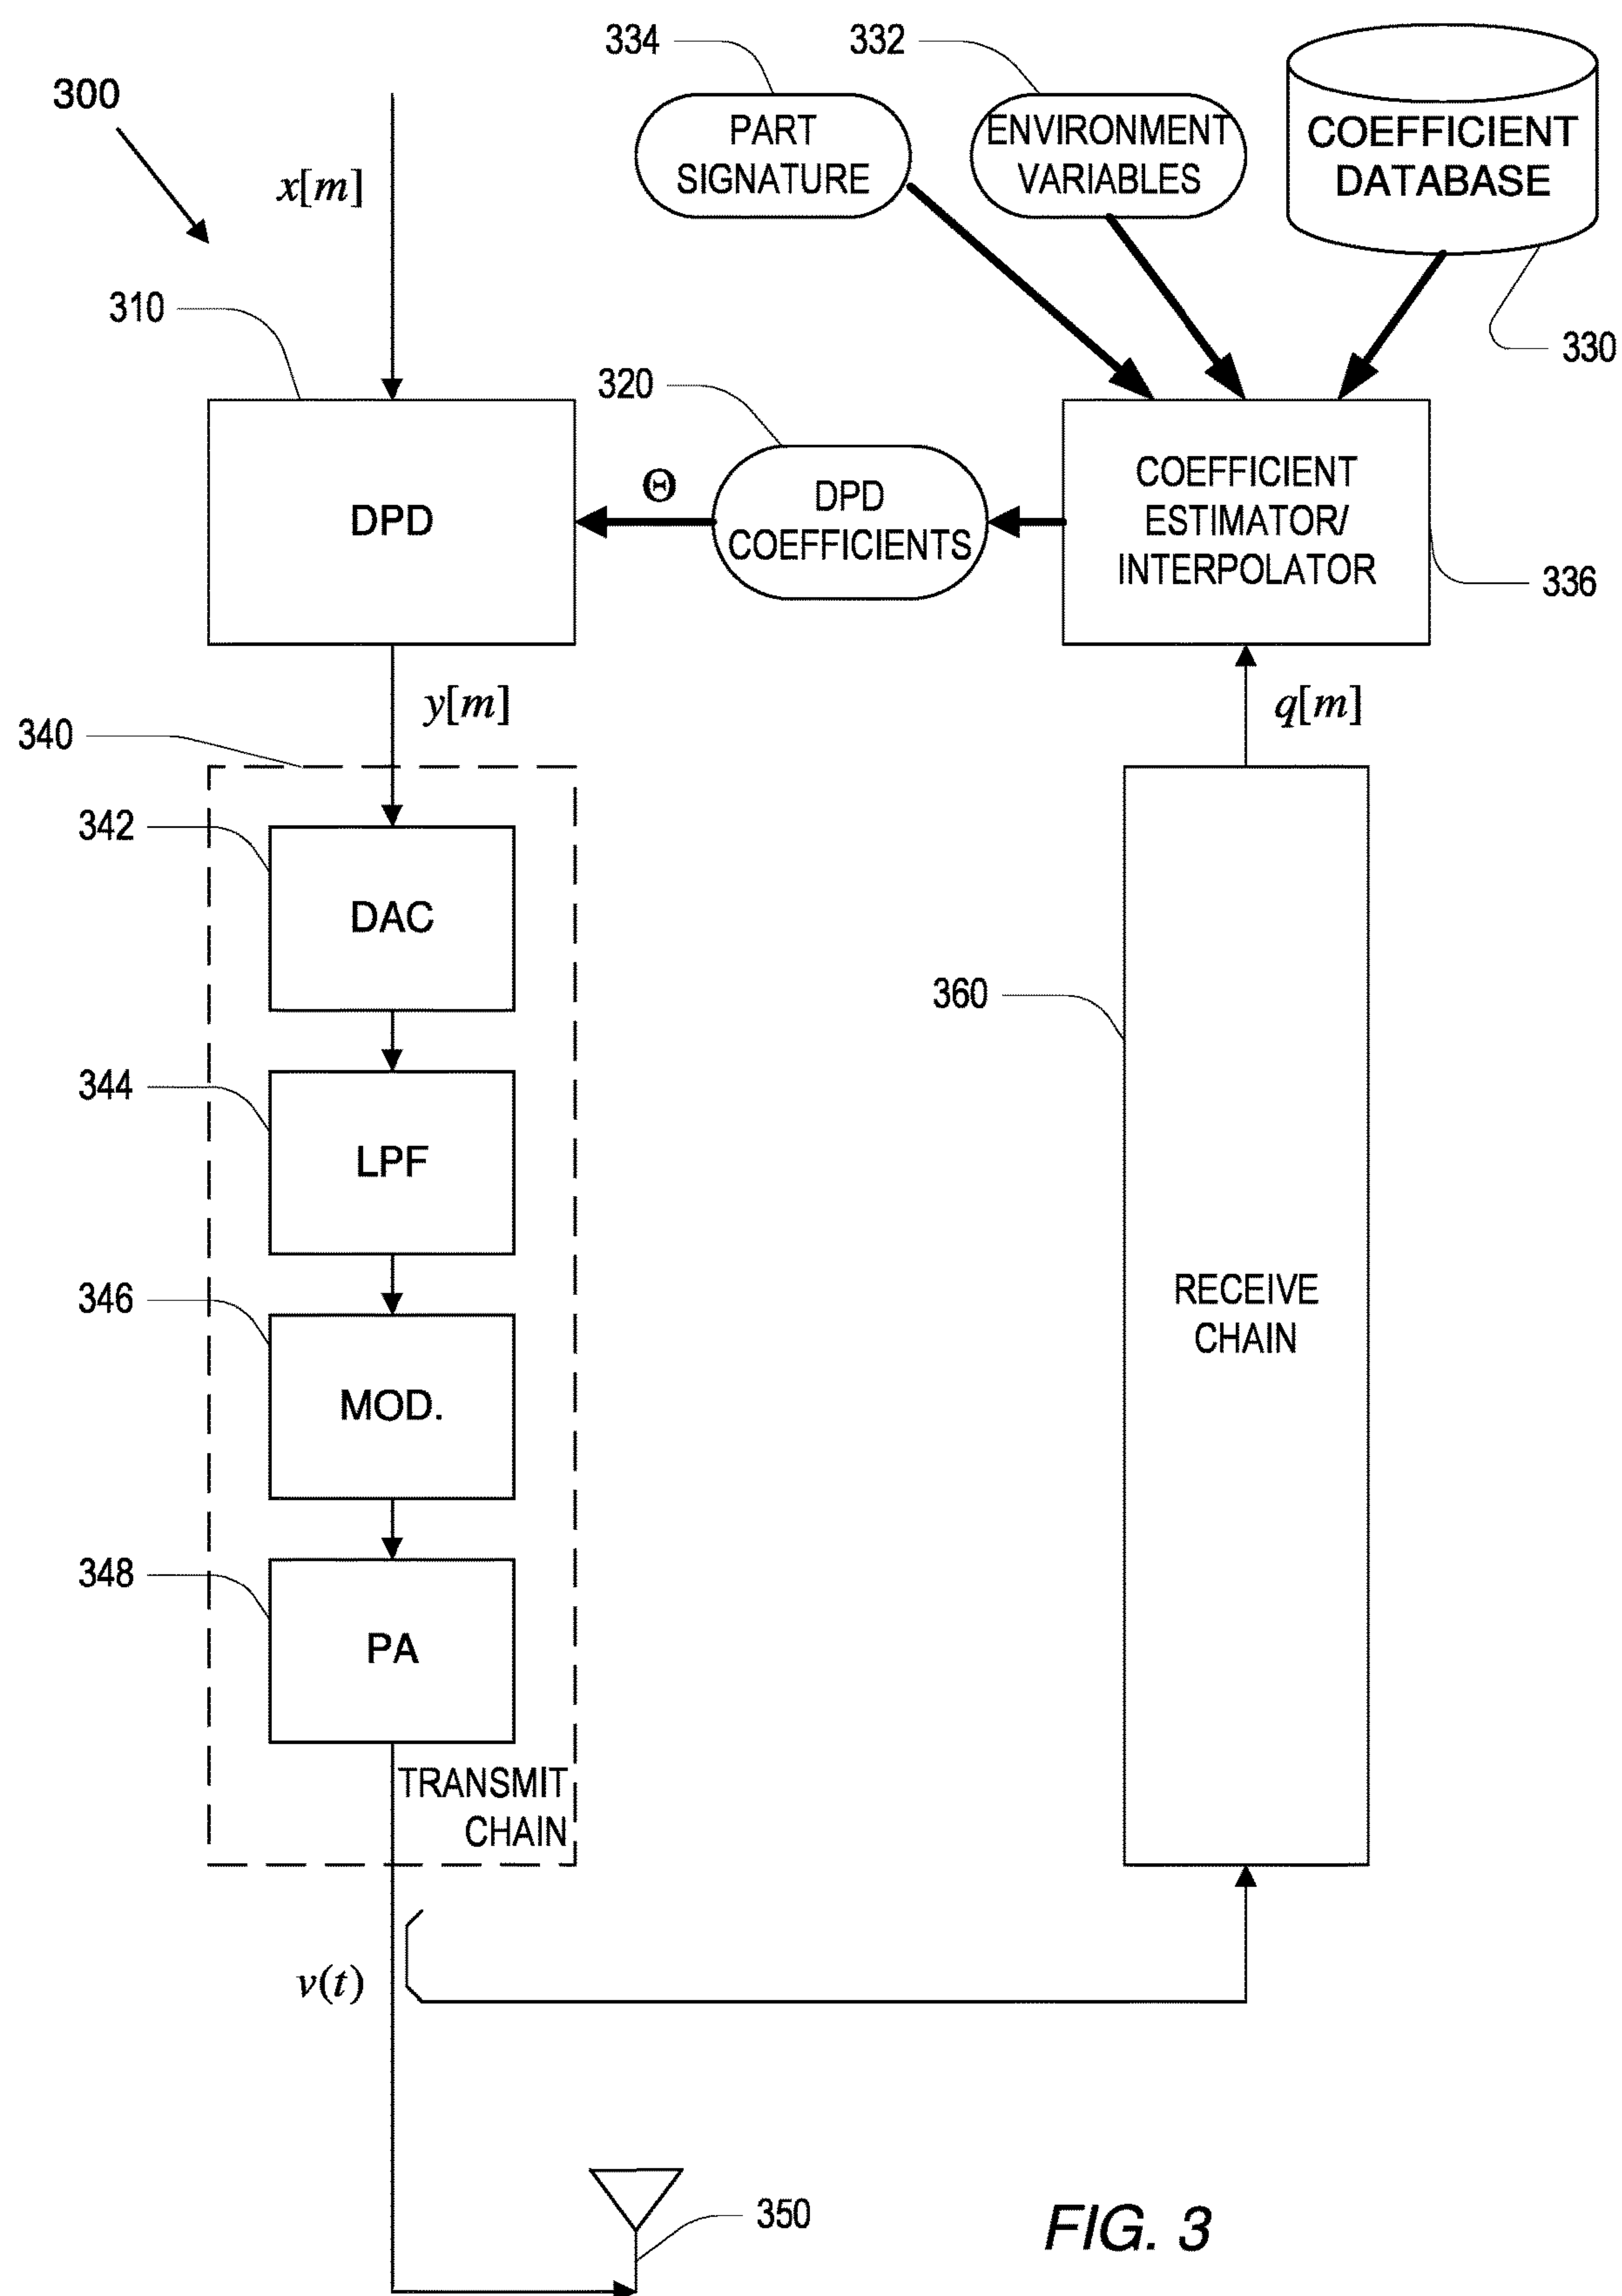 334
332
300
PART
SIGNATURE
ENVIRONMENT
VARIABLES
COEFFICIENT
DATABASE
x[m]
310
330
320
DPD
Θ
DPD
COEFFICIENTS
COEFFICIENT
ESTIMATOR/
INTERPOLATOR
336
y[m]
q[m]
340
342
DAC
360
344
LPF
346
MOD.
RECEIVE
CHAIN
348
PA
TRANSMIT
CHAIN
v(t)
350
FIG. 3